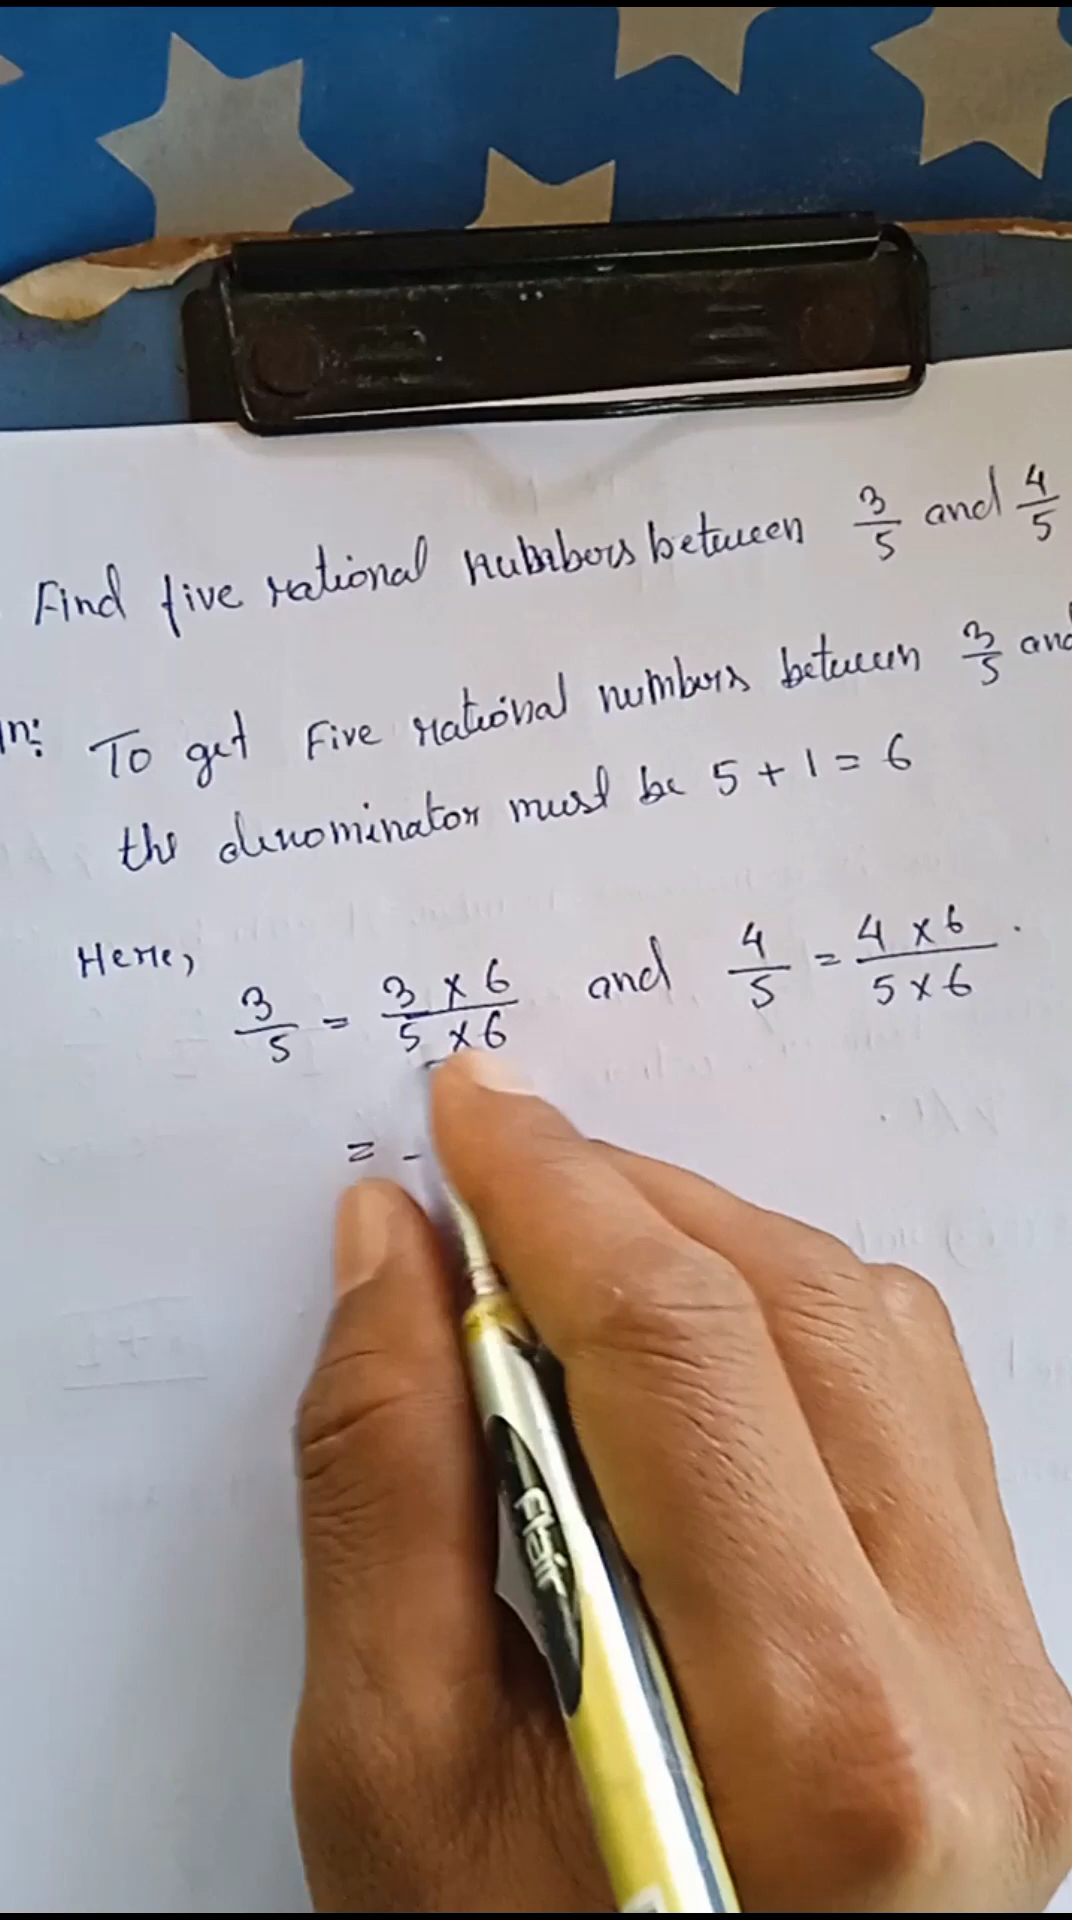 Find five rational numbers between 3/5 and 4/5
To get Five rational numbers between 3/5 and
the denominator must be 5 + 1 = 6
Here,
3/5 = 3 × 6/5 × 6 and 4/5 = 4 × 6/5 × 6 .
= -
Flair